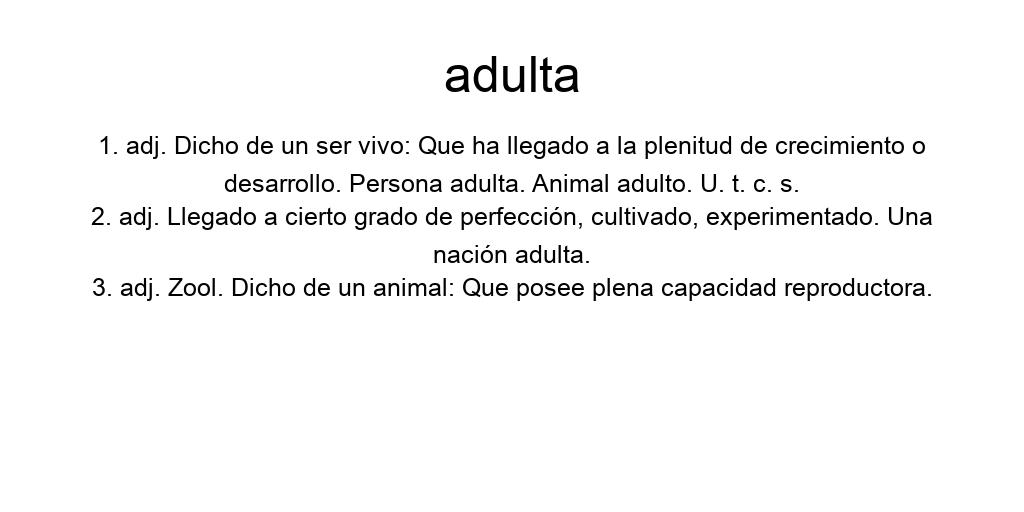 adulta
1. adj. Dicho de un ser vivo: Que ha llegado a la plenitud de crecimiento o
desarrollo. Persona adulta. Animal adulto. U. t. c. s.
2. adj. Llegado a cierto grado de perfección, cultivado, experimentado. Una
nación adulta.
3. adj. Zool. Dicho de un animal: Que posee plena capacidad reproductora.